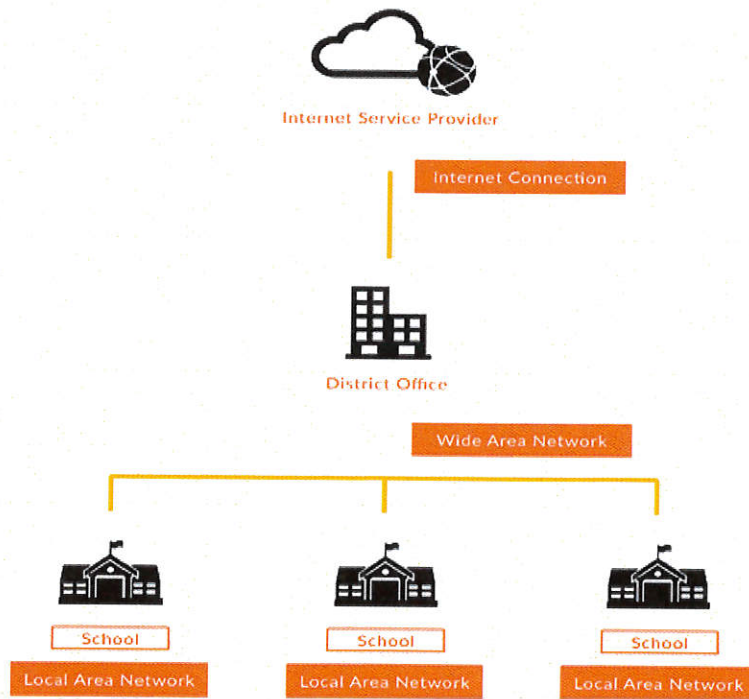 Internet Service Provider
Internet Connection
District Office
Wide Area Network
School
School
School
Local Area Network
Local Area Network
Local Area Network